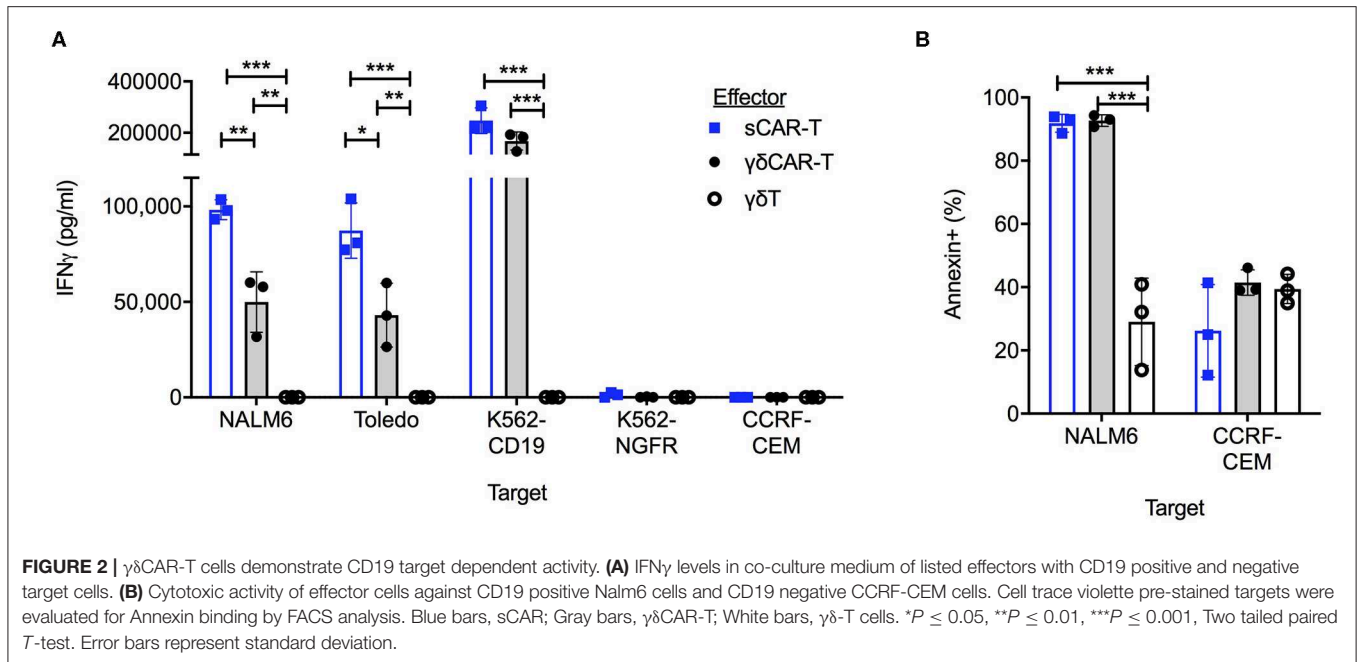 A
B
***
***
***
***
**
**
***
***
**
*
400000
200000
100,000
50,000
0
IFNγ (pg/ml)
NALM6
Toledo
K562-
CD19
K562-
NGFR
CCRF-
CEM
Target
Effector
sCAR-T
γδCAR-T
γδT
100
80
60
40
20
0
Annexin+ (%)
NALM6
CCRF-
CEM
Target
FIGURE 2 | γδCAR-T cells demonstrate CD19 target dependent activity. (A) IFNγ levels in co-culture medium of listed effectors with CD19 positive and negative
target cells. (B) Cytotoxic activity of effector cells against CD19 positive Nalm6 cells and CD19 negative CCRF-CEM cells. Cell trace violette pre-stained targets were
evaluated for Annexin binding by FACS analysis. Blue bars, sCAR; Gray bars, γδCAR-T; White bars, γδ-T cells. *P ≤ 0.05, **P ≤ 0.01, ***P ≤ 0.001, Two tailed paired
T-test. Error bars represent standard deviation.